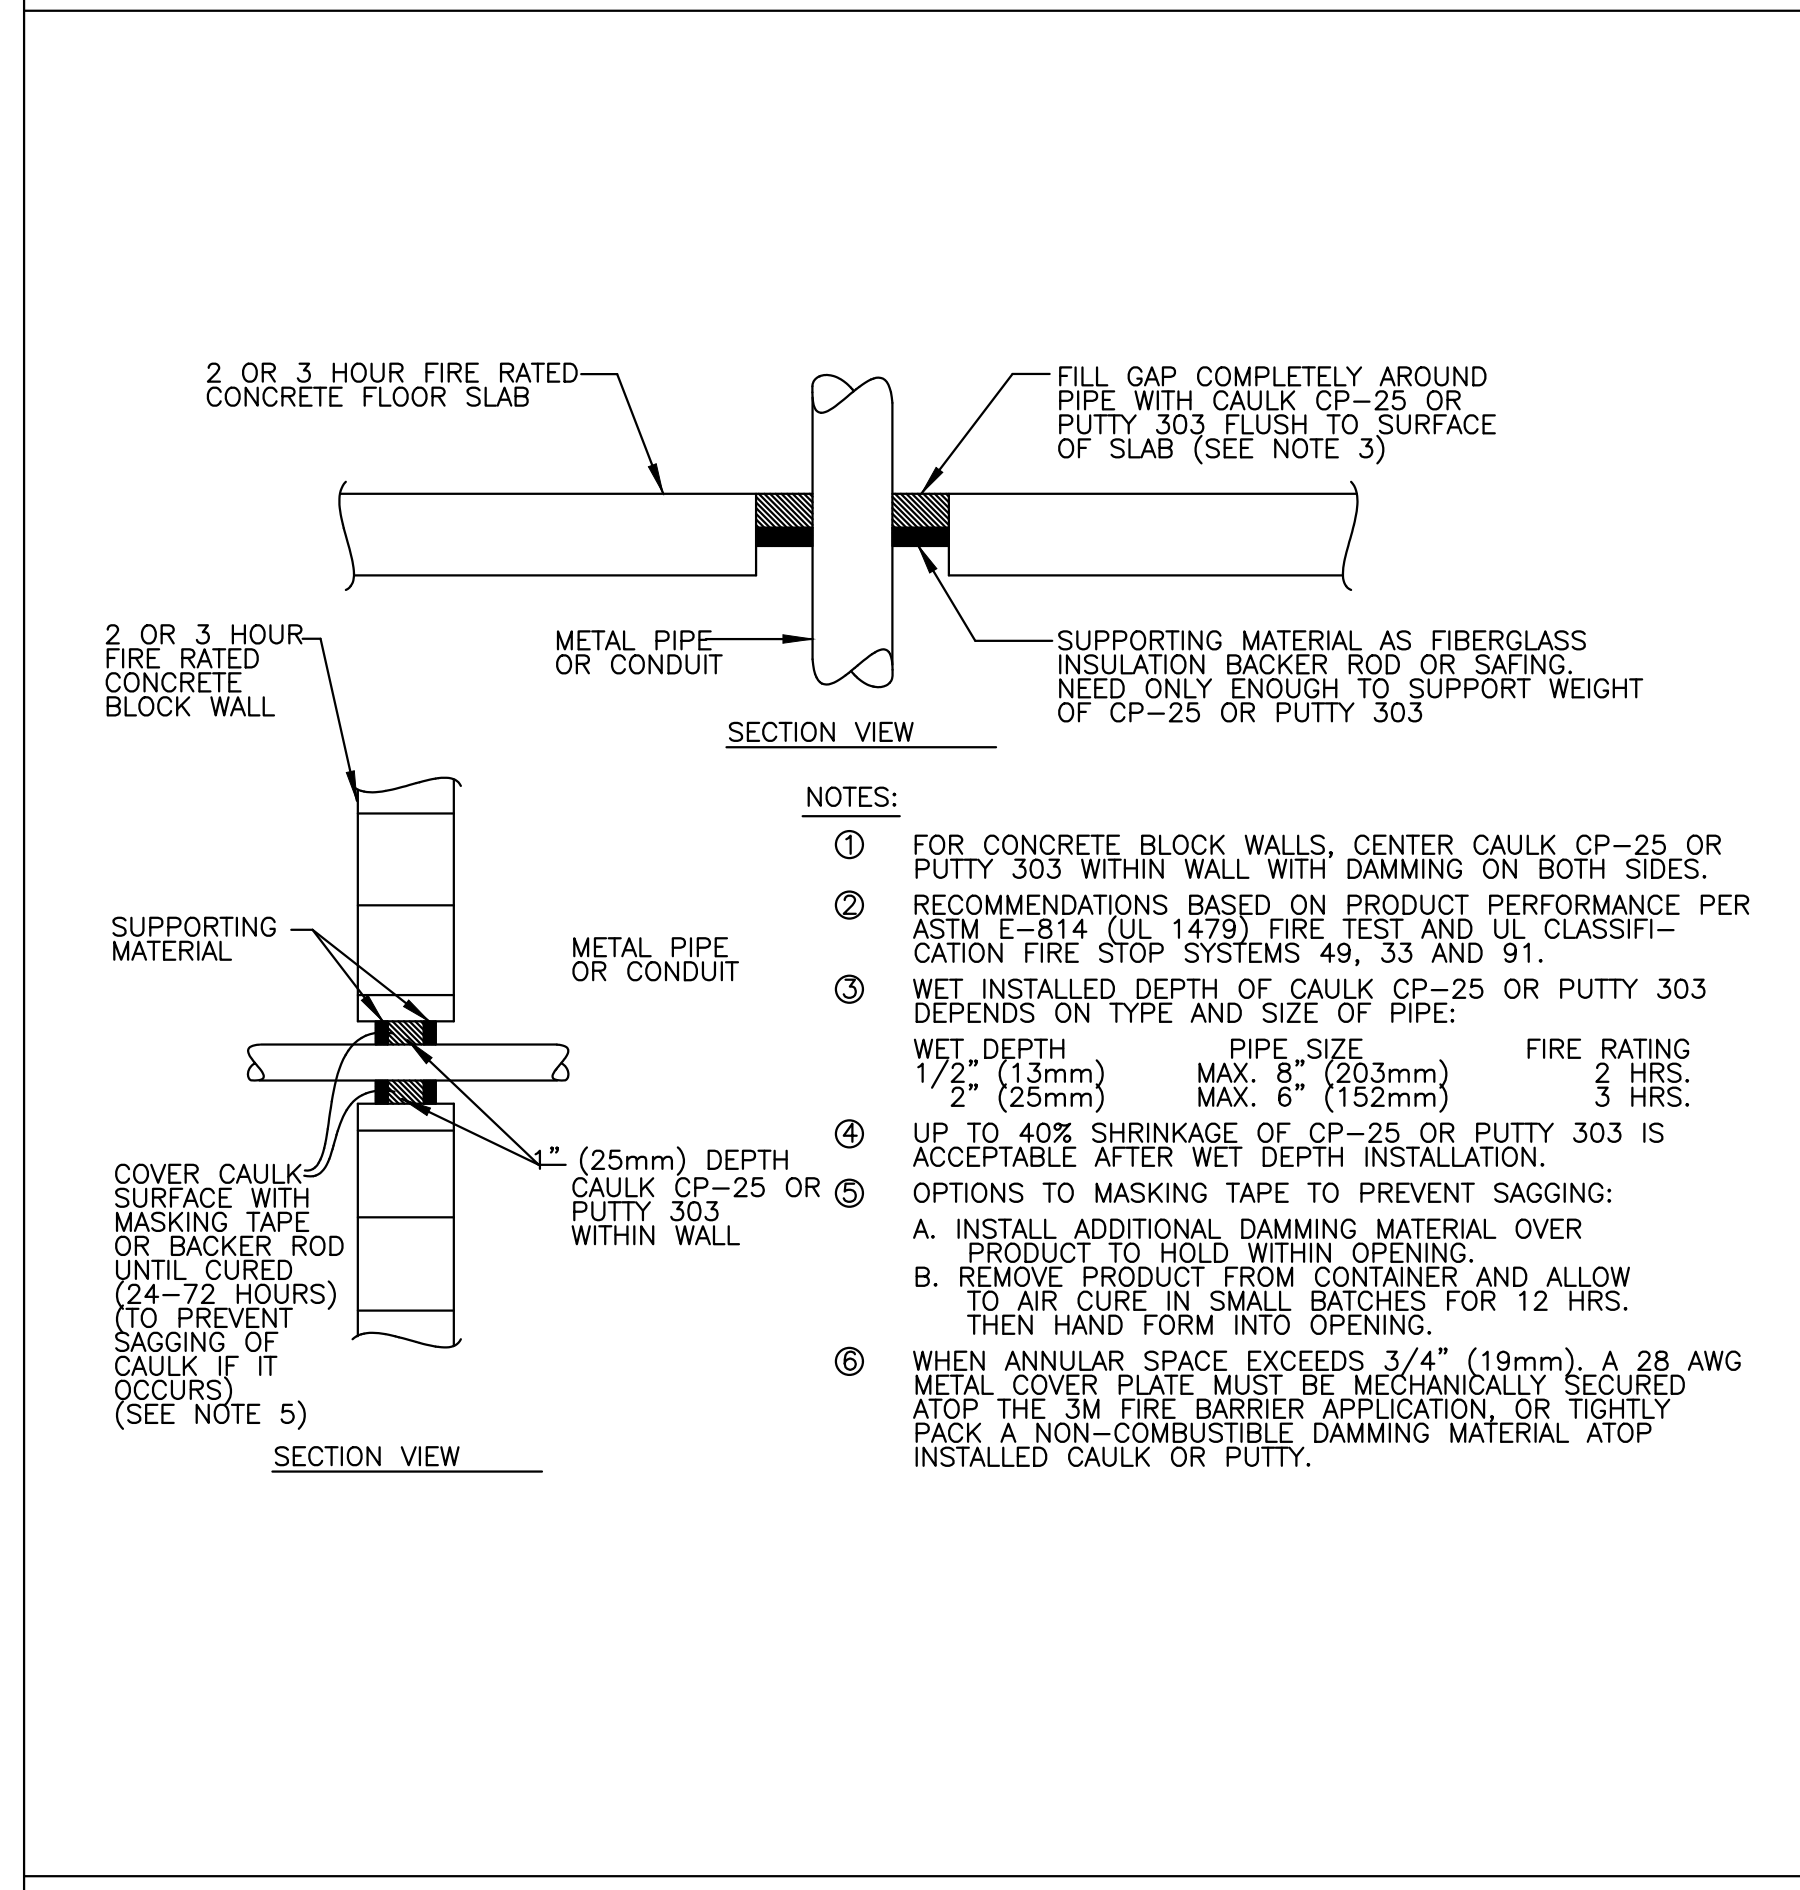 2 OR 3 HOUR FIRE RATED
CONCRETE FLOOR SLAB
FILL GAP COMPLETELY AROUND
PIPE WITH CAULK CP-25 OR
PUTTY 303 FLUSH TO SURFACE
OF SLAB (SEE NOTE 3)
METAL PIPE
OR CONDUIT
SUPPORTING MATERIAL AS FIBERGLASS
INSULATION BACKER ROD OR SAFING.
NEED ONLY ENOUGH TO SUPPORT WEIGHT
OF CP-25 OR PUTTY 303
SECTION VIEW
2 OR 3 HOUR
FIRE RATED
CONCRETE
BLOCK WALL
SUPPORTING
MATERIAL
METAL PIPE
OR CONDUIT
1" (25mm) DEPTH
CAULK CP-25 OR
PUTTY 303
WITHIN WALL
COVER CAULK
SURFACE WITH
MASKING TAPE
OR BACKER ROD
UNTIL CURED
(24-72 HOURS)
(TO PREVENT
SAGGING OF
CAULK IF IT
OCCURS)
(SEE NOTE 5)
SECTION VIEW
NOTES:
① FOR CONCRETE BLOCK WALLS, CENTER CAULK CP-25 OR
PUTTY 303 WITHIN WALL WITH DAMMING ON BOTH SIDES.
② RECOMMENDATIONS BASED ON PRODUCT PERFORMANCE PER
ASTM E-814 (UL 1479) FIRE TEST AND UL CLASSIFI-
CATION FIRE STOP SYSTEMS 49, 33 AND 91.
③ WET INSTALLED DEPTH OF CAULK CP-25 OR PUTTY 303
DEPENDS ON TYPE AND SIZE OF PIPE:
WET DEPTH PIPE SIZE FIRE RATING
1/2" (13mm) MAX. 8" (203mm) 2 HRS.
2" (25mm) MAX. 6" (152mm) 3 HRS.
④ UP TO 40% SHRINKAGE OF CP-25 OR PUTTY 303 IS
ACCEPTABLE AFTER WET DEPTH INSTALLATION.
⑤ OPTIONS TO MASKING TAPE TO PREVENT SAGGING:
A. INSTALL ADDITIONAL DAMMING MATERIAL OVER
PRODUCT TO HOLD WITHIN OPENING.
B. REMOVE PRODUCT FROM CONTAINER AND ALLOW
TO AIR CURE IN SMALL BATCHES FOR 12 HRS.
THEN HAND FORM INTO OPENING.
⑥ WHEN ANNULAR SPACE EXCEEDS 3/4" (19mm). A 28 AWG
METAL COVER PLATE MUST BE MECHANICALLY SECURED
ATOP THE 3M FIRE BARRIER APPLICATION, OR TIGHTLY
PACK A NON-COMBUSTIBLE DAMMING MATERIAL ATOP
INSTALLED CAULK OR PUTTY.